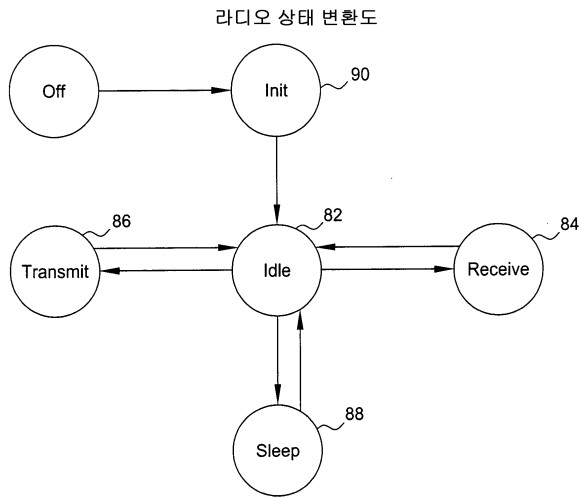 라디오 상태 변환도
Off
Init
90
86
82
84
Transmit
Idle
Receive
88
Sleep